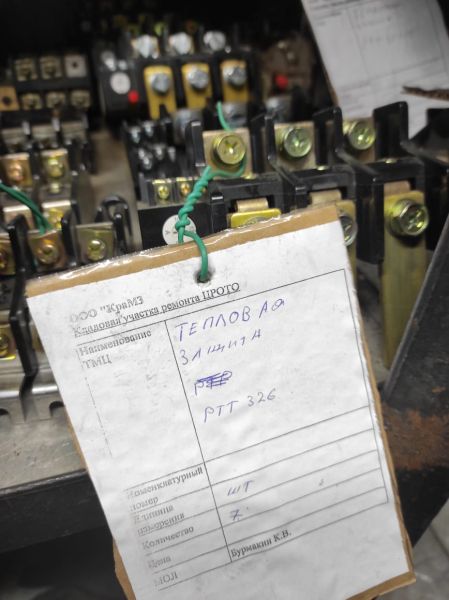 ООО "КраМЗ
Кладовая участка ремонта ЦРОТО
Наименование ТЕПЛОВАЯ
ТМЦ ЗАЩИТА
РТТ 326
Номенклатурный
номер
Единица шт
измерения
Количество 7
Цена
МОЛ Бурмакин К.В.